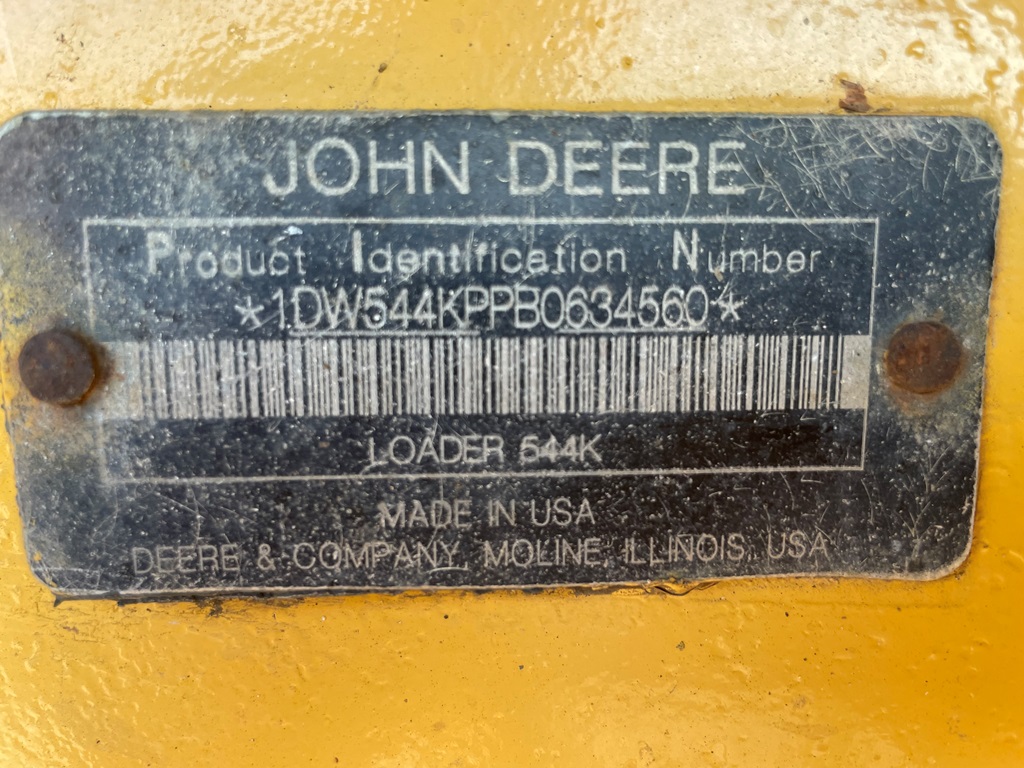 JOHN DEERE
Product Identification Number
*1DW544KPPB0634560*
LOADER 544K
MADE IN USA
DEERE & COMPANY, MOLINE, ILLINOIS, USA